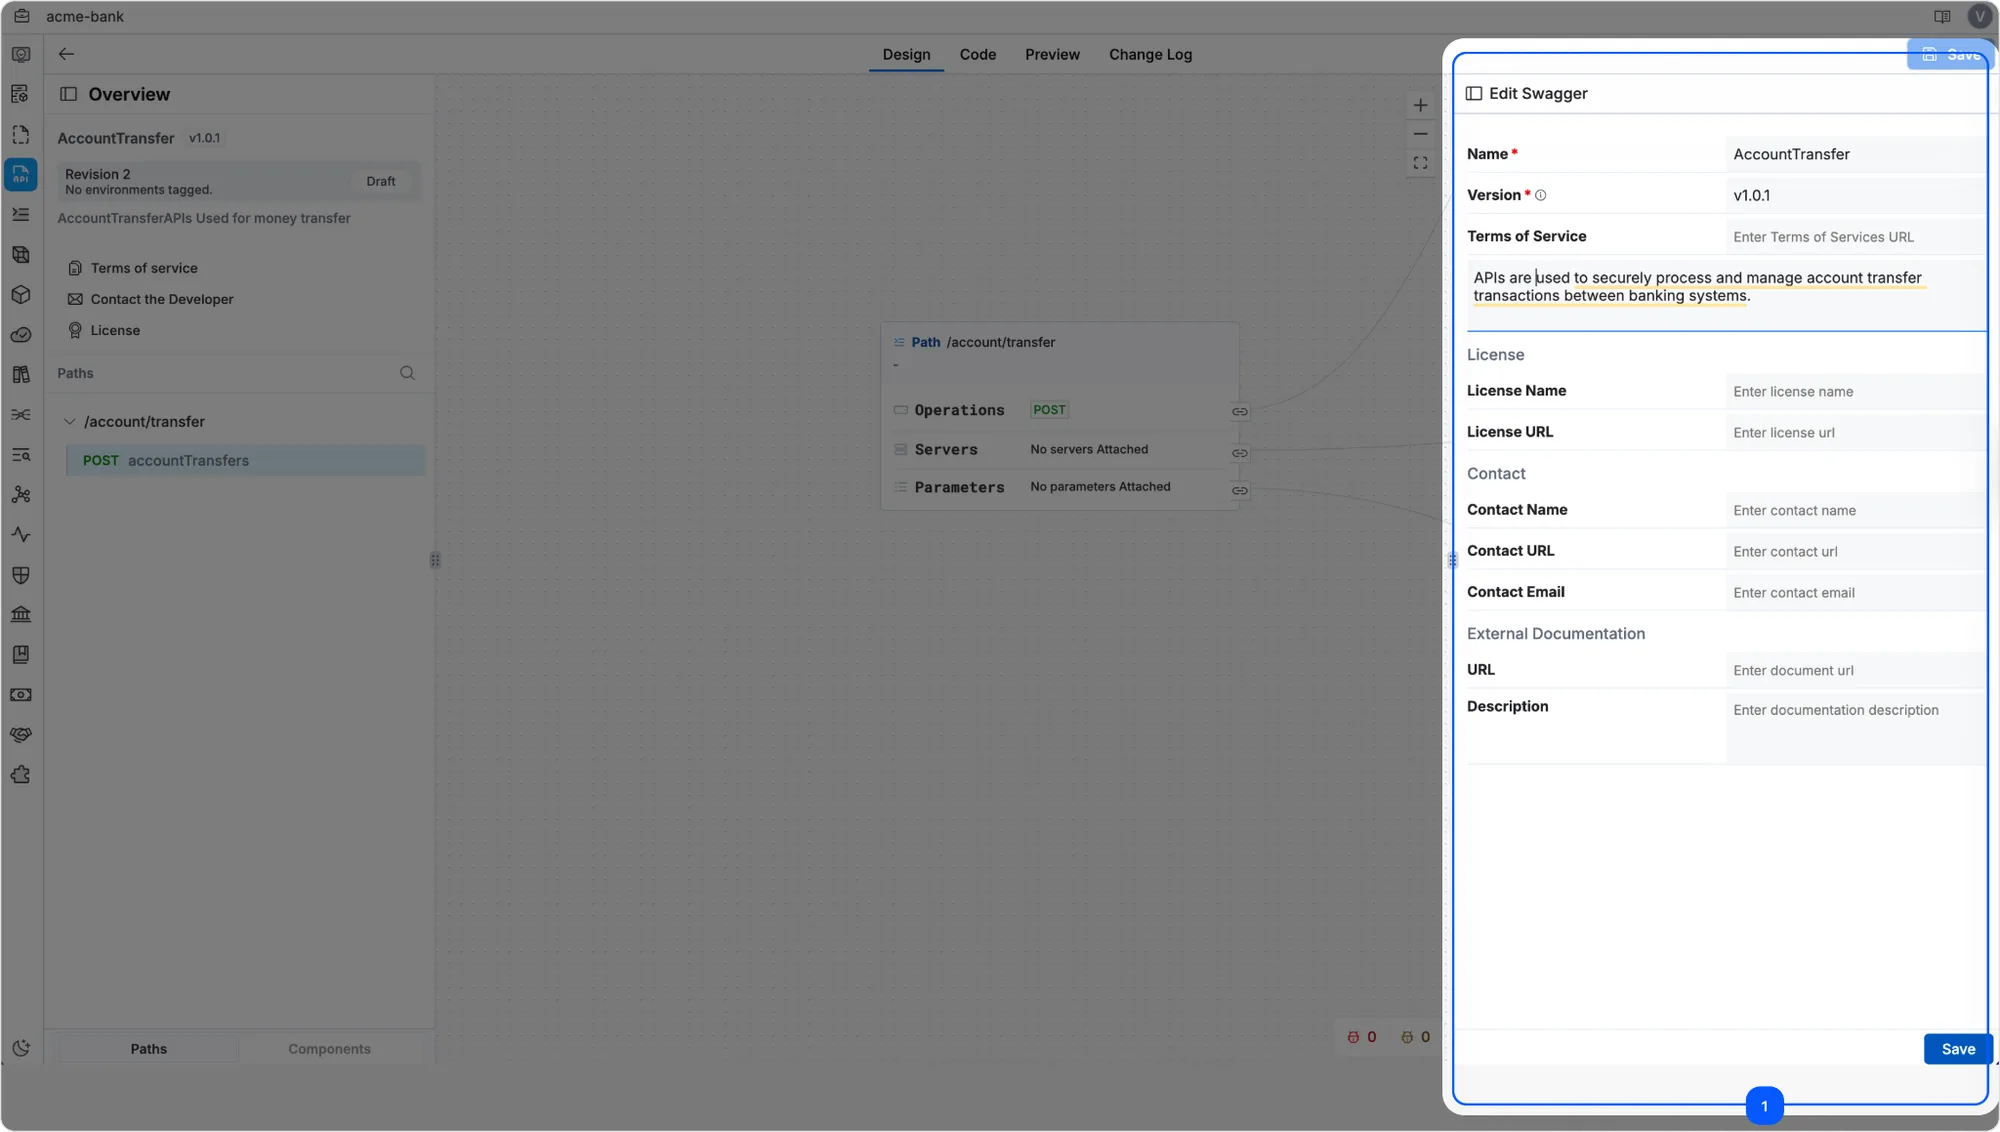 acme-bank
V
Design
Code
Preview
Change Log
Save
Overview
AccountTransfer
v1.0.1
Revision 2
No environments tagged.
Draft
AccountTransferAPIs Used for money transfer
Terms of service
Contact the Developer
License
Paths
/account/transfer
POST accountTransfers
Paths
Components
API
Path /account/transfer
-
Operations POST
Servers No servers Attached
Parameters No parameters Attached
0
0
Edit Swagger
Name * AccountTransfer
Version * v1.0.1
Terms of Service Enter Terms of Services URL
APIs are used to securely process and manage account transfer
transactions between banking systems.
License
License Name Enter license name
License URL Enter license url
Contact
Contact Name Enter contact name
Contact URL Enter contact url
Contact Email Enter contact email
External Documentation
URL Enter document url
Description Enter documentation description
Save
1